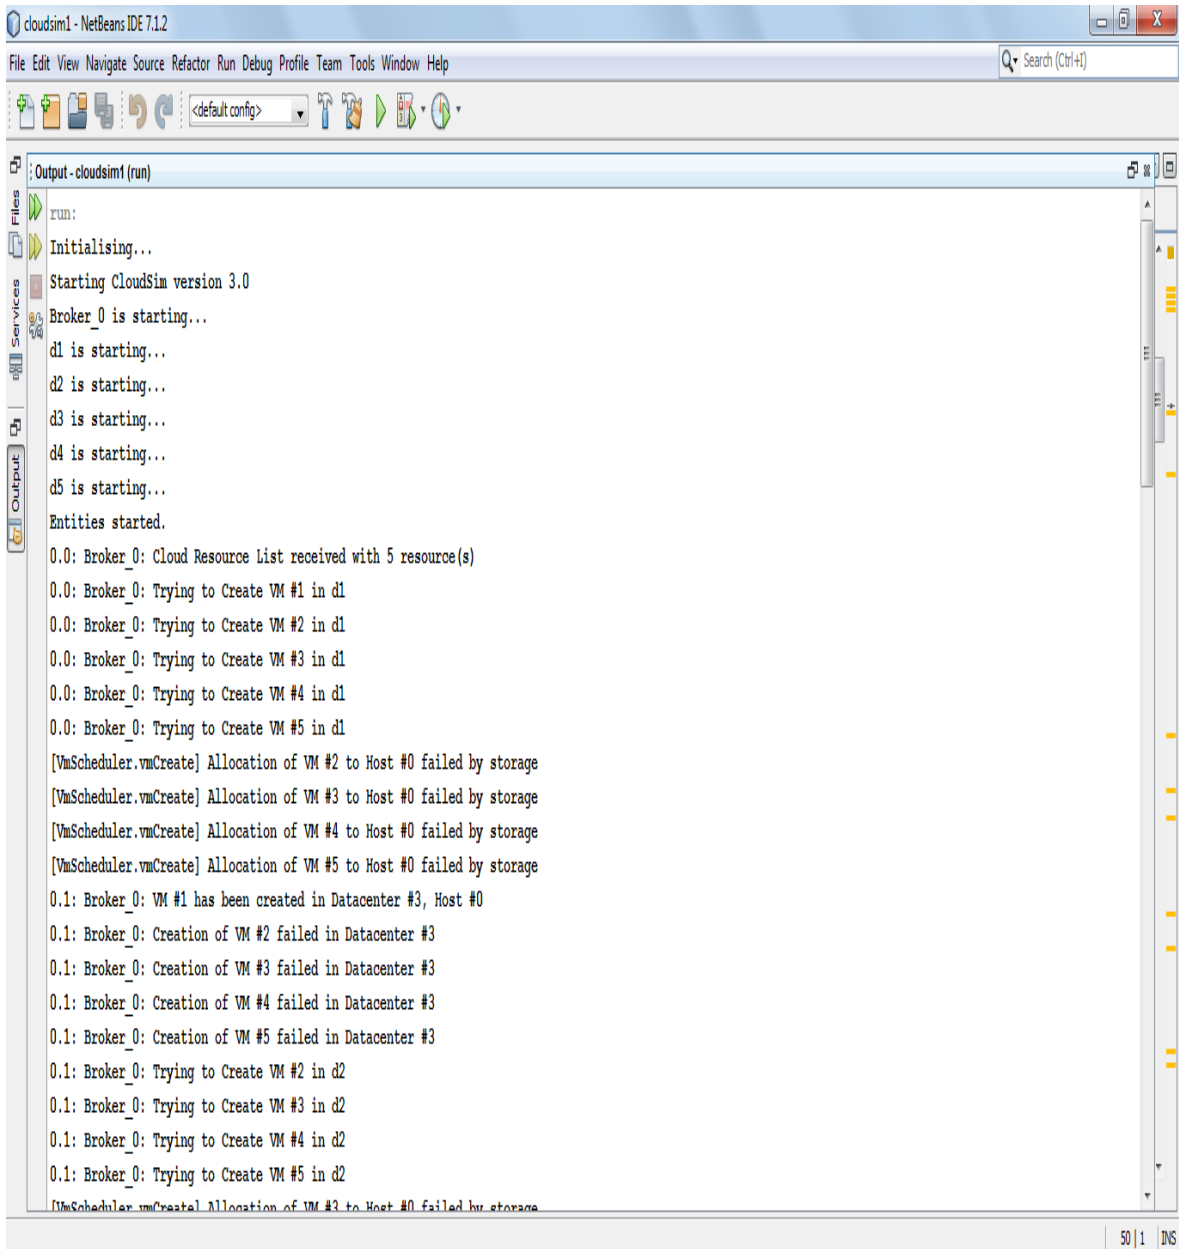 cloudsim1 - NetBeans IDE 7.1.2
File Edit View Navigate Source Refactor Run Debug Profile Team Tools Window Help
Search (Ctrl+I)
<default config>
Output - cloudsim1 (run)
Files
Services
Output
run:
Initialising...
Starting CloudSim version 3.0
Broker_0 is starting...
d1 is starting...
d2 is starting...
d3 is starting...
d4 is starting...
d5 is starting...
Entities started.
0.0: Broker_0: Cloud Resource List received with 5 resource(s)
0.0: Broker_0: Trying to Create VM #1 in d1
0.0: Broker_0: Trying to Create VM #2 in d1
0.0: Broker_0: Trying to Create VM #3 in d1
0.0: Broker_0: Trying to Create VM #4 in d1
0.0: Broker_0: Trying to Create VM #5 in d1
[VmScheduler.vmCreate] Allocation of VM #2 to Host #0 failed by storage
[VmScheduler.vmCreate] Allocation of VM #3 to Host #0 failed by storage
[VmScheduler.vmCreate] Allocation of VM #4 to Host #0 failed by storage
[VmScheduler.vmCreate] Allocation of VM #5 to Host #0 failed by storage
0.1: Broker_0: VM #1 has been created in Datacenter #3, Host #0
0.1: Broker_0: Creation of VM #2 failed in Datacenter #3
0.1: Broker_0: Creation of VM #3 failed in Datacenter #3
0.1: Broker_0: Creation of VM #4 failed in Datacenter #3
0.1: Broker_0: Creation of VM #5 failed in Datacenter #3
0.1: Broker_0: Trying to Create VM #2 in d2
0.1: Broker_0: Trying to Create VM #3 in d2
0.1: Broker_0: Trying to Create VM #4 in d2
0.1: Broker_0: Trying to Create VM #5 in d2
[VmScheduler.vmCreate] Allocation of VM #3 to Host #0 failed by storage
50 | 1 INS